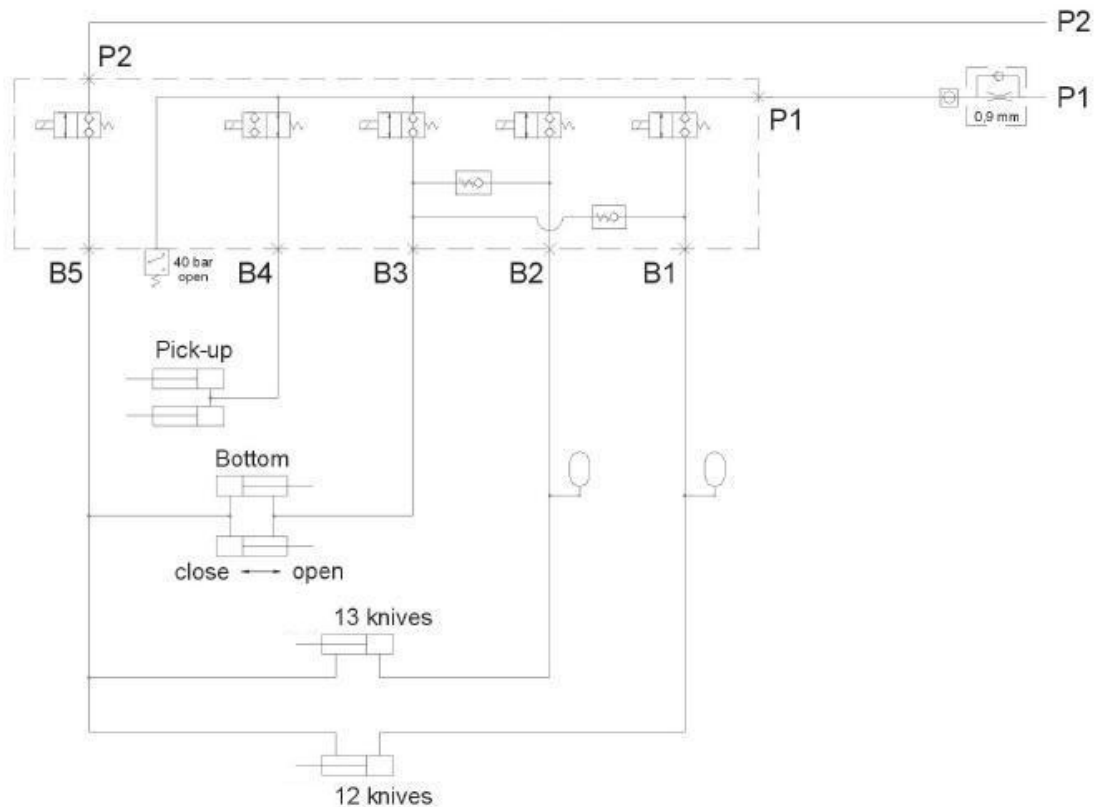 P2
P2
P1
P1
0,9 mm
B5
40 bar
open
B4
B3
B2
B1
Pick-up
Bottom
close
open
13 knives
12 knives